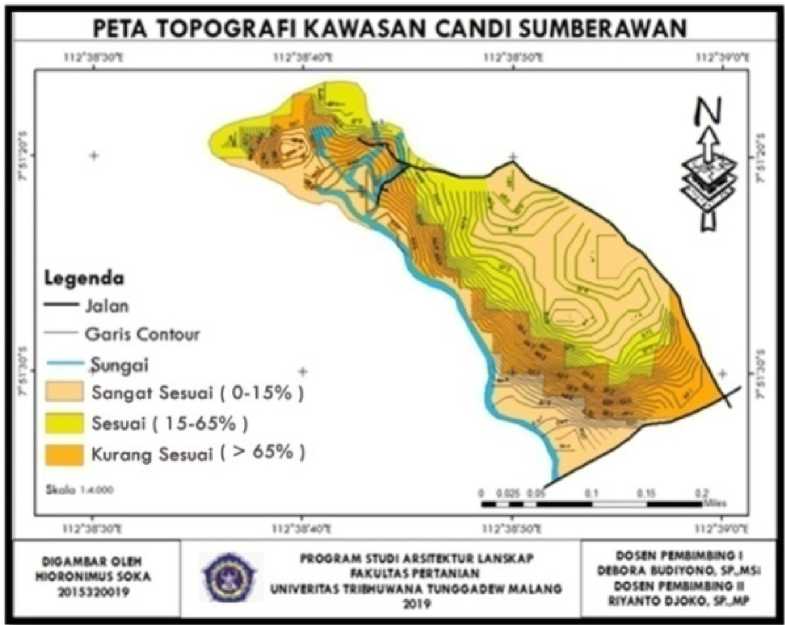 PETA TOPOGRAFI KAWASAN CANDI SUMBERAWAN
112°38'30"E 112°38'40"E 112°38'50"E 112°39'0"E
7°51'20"S 7°51'20"S
N
Legenda
Jalan
Garis Contour
Sungai
Sangat Sesuai ( 0-15% )
Sesuai ( 15-65% )
Kurang Sesuai ( > 65% )
7°51'30"S 7°51'30"S
Skala 1:4.000
0 0.025 0.05 0.1 0.15 0.2
Miles
112°38'30"E 112°38'40"E 112°38'50"E 112°39'0"E
DIGAMBAR OLEH
HIORONIMUS SOKA
2015320019
PROGRAM STUDI ARSITEKTUR LANSKAP
FAKULTAS PERTANIAN
UNIVERITAS TRIBHUWANA TUNGGADEW MALANG
2019
DOSEN PEMBIMBING I
DEBORA BUDIYONO, SP.,MSi
DOSEN PEMBIMBING II
RIYANTO DJOKO, SP.,MP